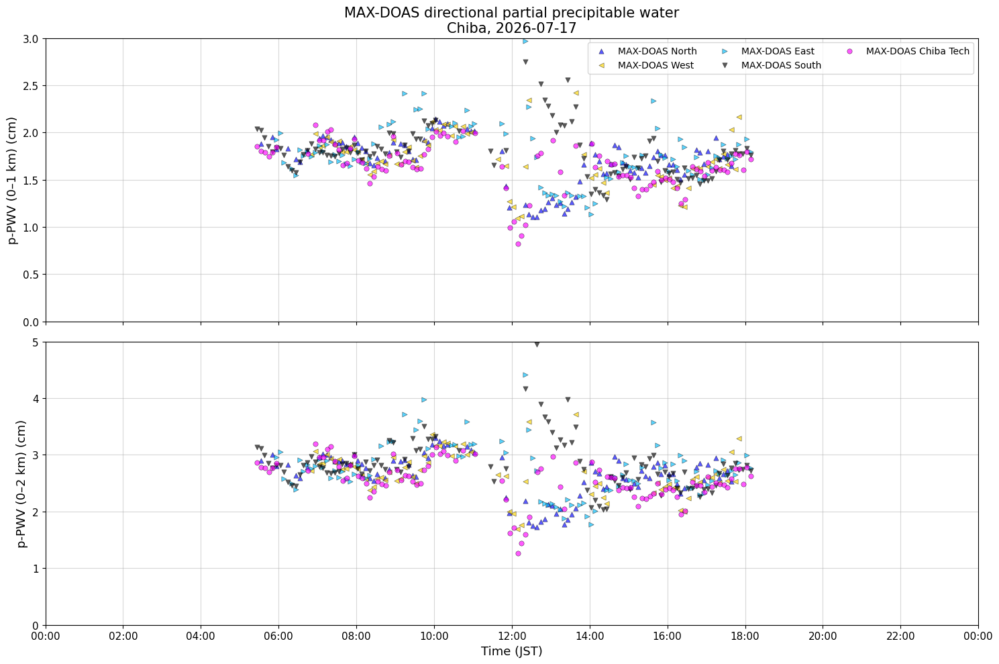 MAX-DOAS directional partial precipitable water
Chiba, 2026-07-17
p-PWV (0–1 km) (cm)
3.0
2.5
2.0
1.5
1.0
0.5
0.0
MAX-DOAS North
MAX-DOAS West
MAX-DOAS East
MAX-DOAS South
MAX-DOAS Chiba Tech
p-PWV (0–2 km) (cm)
5
4
3
2
1
0
00:00 02:00 04:00 06:00 08:00 10:00 12:00 14:00 16:00 18:00 20:00 22:00 00:00
Time (JST)